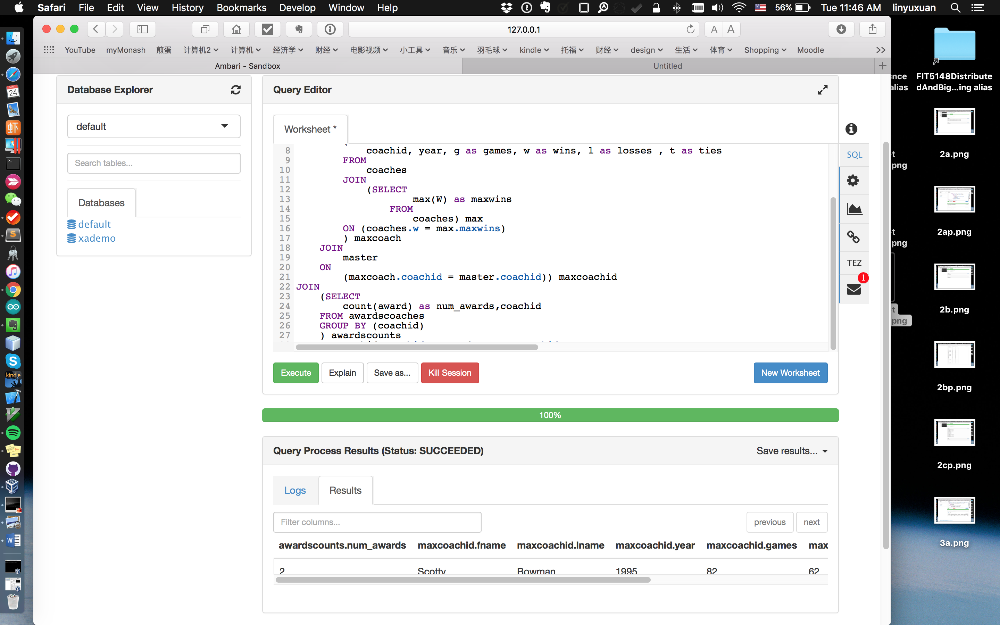 Safari File Edit View History Bookmarks Develop Window Help 56% Tue 11:46 AM linyuxuan
127.0.0.1
A A
YouTube myMonash 煎蛋 计算机2 计算机 经济学 财经 电影视频 小工具 音乐 羽毛球 kindle 托福 财经 design 生活 体育 Shopping Moodle
Ambari - Sandbox
Untitled
Database Explorer
default
Search tables...
Databases
default
xademo
Query Editor
Worksheet *
8 coachid, year, g as games, w as wins, l as losses , t as ties
9 FROM
10 coaches
11 JOIN
12 (SELECT
13 max(W) as maxwins
14 FROM
15 coaches) max
16 ON (coaches.w = max.maxwins)
17 ) maxcoach
18 JOIN
19 master
20 ON
21 (maxcoach.coachid = master.coachid)) maxcoachid
22 JOIN
23 (SELECT
24 count(award) as num_awards,coachid
25 FROM awardscoaches
26 GROUP BY (coachid)
27 ) awardscounts
SQL
TEZ
1
Execute Explain Save as... Kill Session New Worksheet
100%
Query Process Results (Status: SUCCEEDED) Save results...
Logs Results
Filter columns... previous next
awardscounts.num_awards maxcoachid.fname maxcoachid.lname maxcoachid.year maxcoachid.games max
2 Scotty Bowman 1995 82 62
FIT5148Distribute
dAndBig...ing alias
alias
2a.png
png
2ap.png
png
2b.png
png
2bp.png
2cp.png
3a.png
MAY
24
虾
kindle